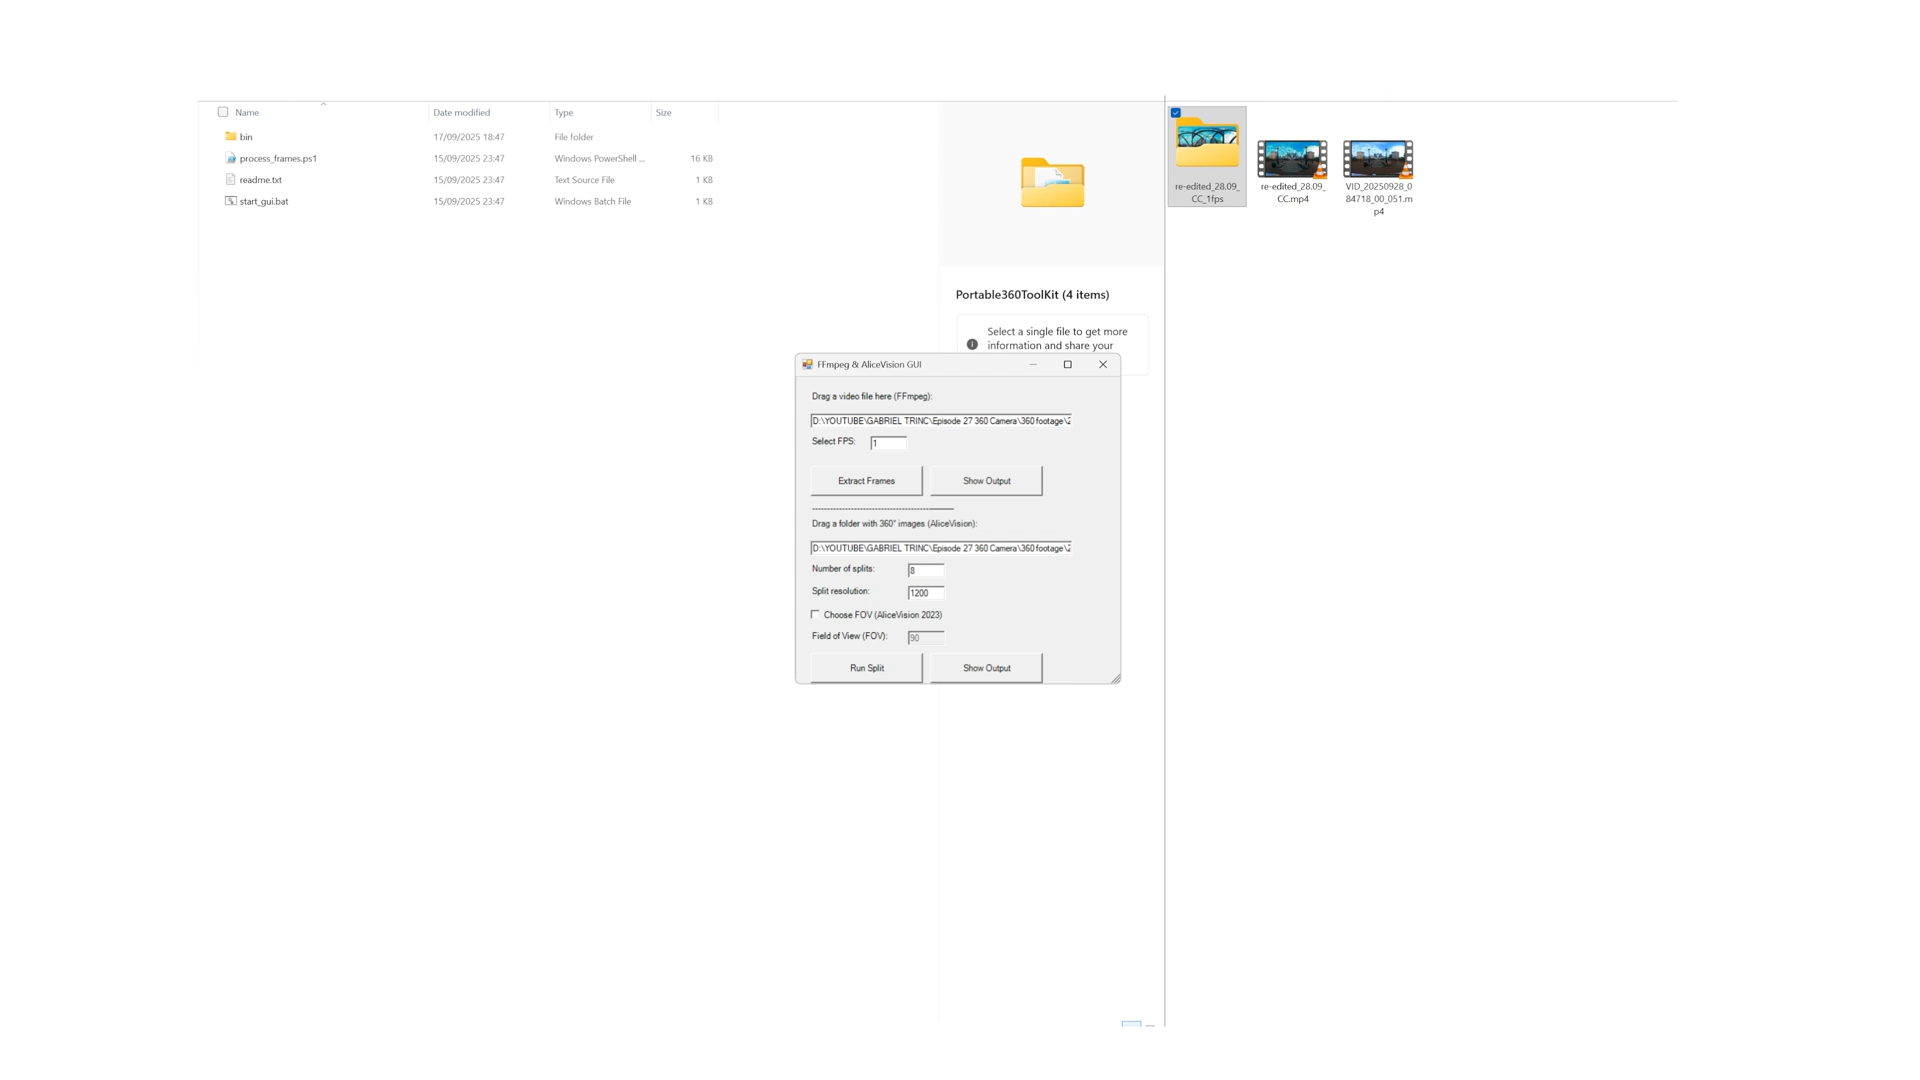 Name Date modified Type Size
bin 17/09/2025 18:47 File folder
process_frames.ps1 15/09/2025 23:47 Windows PowerShell ... 16 KB
readme.txt 15/09/2025 23:47 Text Source File 1 KB
start_gui.bat 15/09/2025 23:47 Windows Batch File 1 KB
Portable360ToolKit (4 items)
Select a single file to get more
information and share your
re-edited_28.09_
CC_1fps
re-edited_28.09_
CC.mp4
VID_20250928_0
84718_00_051.m
p4
FFmpeg & AliceVision GUI
Drag a video file here (FFmpeg):
D:\YOUTUBE\GABRIEL TRINC\Episode 27 360 Camera\360 footage\2
Select FPS: 1
Extract Frames Show Output
Drag a folder with 360° images (AliceVision):
D:\YOUTUBE\GABRIEL TRINC\Episode 27 360 Camera\360 footage\2
Number of splits: 8
Split resolution: 1200
Choose FOV (AliceVision 2023)
Field of View (FOV): 90
Run Split Show Output